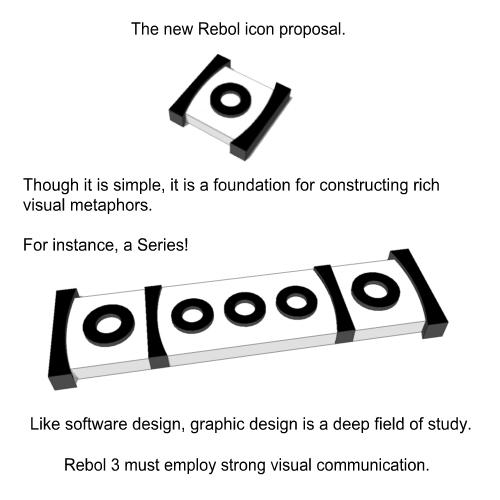 The new Rebol icon proposal.
Though it is simple, it is a foundation for constructing rich
visual metaphors.
For instance, a Series!
Like software design, graphic design is a deep field of study.
Rebol 3 must employ strong visual communication.